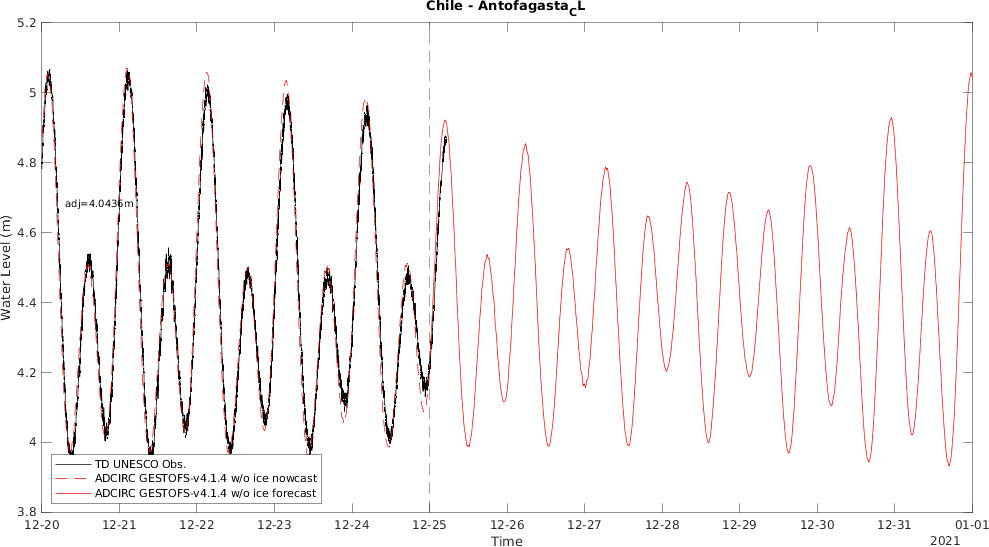 Chile - Antofagasta_CL
5.2
5
4.8
4.6
4.4
4.2
4
3.8
Water Level (m)
adj=4.0436m
TD UNESCO Obs.
ADCIRC GESTOFS-v4.1.4 w/o ice nowcast
ADCIRC GESTOFS-v4.1.4 w/o ice forecast
12-20 12-21 12-22 12-23 12-24 12-25 12-26 12-27 12-28 12-29 12-30 12-31 01-01
Time
2021